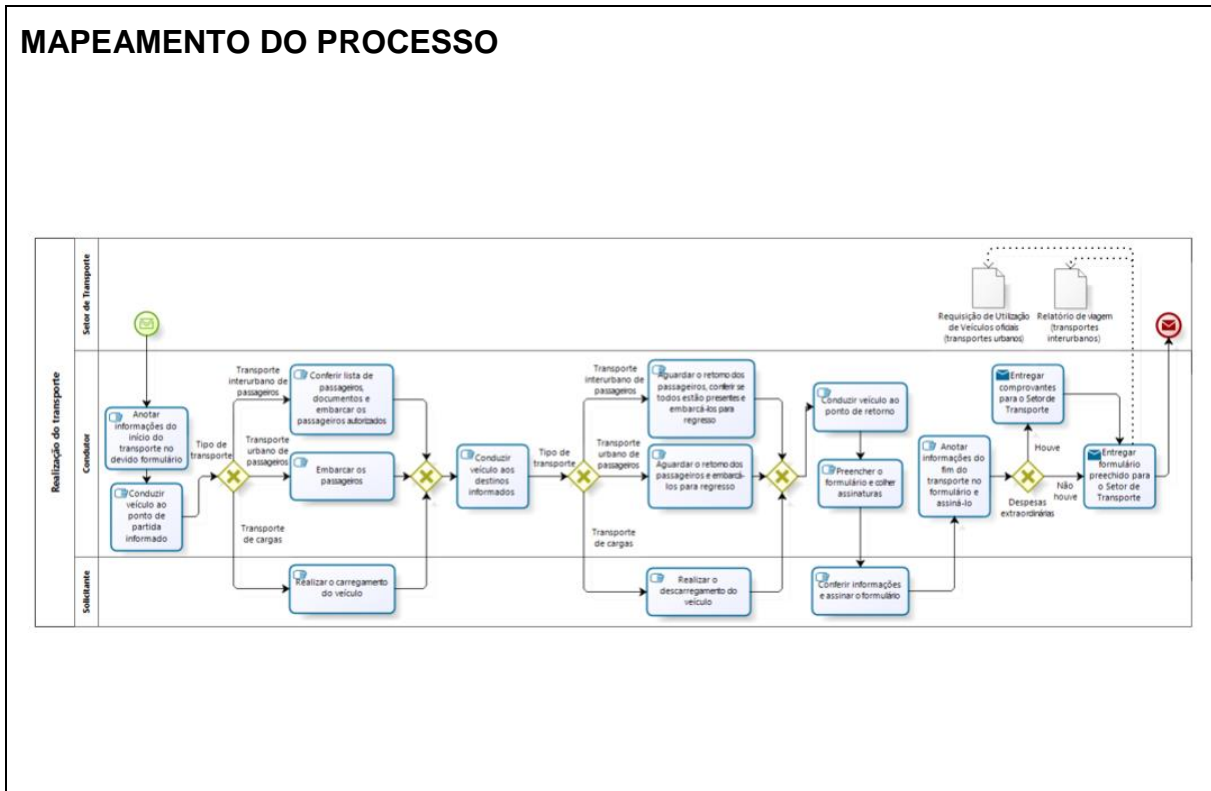 MAPEAMENTO DO PROCESSO
Realização do transporte
Setor de Transporte
Requisição de Utilização
de Veículos oficiais
(transportes urbanos)
Relatório de viagem
(transportes
interurbanos)
Condutor
Anotar
informações do
início do
transporte no
devido formulário
Conduzir
veículo ao
ponto de
partida
informado
Tipo de
transporte
Transporte
interurbano de
passageiros
Conferir lista de
passageiros,
documentos e
embarcar os
passageiros autorizados
Transporte
urbano de
passageiros
Embarcar os
passageiros
Transporte
de cargas
Conduzir
veículo aos
destinos
informados
Tipo de
transporte
Transporte
interurbano de
passageiros
Aguardar o retorno dos
passageiros, conferir se
todos estão presentes e
embarcá-los para
regresso
Transporte
urbano de
passageiros
Aguardar o retorno dos
passageiros e embarcá-
los para regresso
Transporte
de cargas
Conduzir veículo ao
ponto de retorno
Preencher o
formulário e colher
assinaturas
Anotar
informações do
fim do
transporte no
formulário e
assiná-lo
Despesas
extraordinárias
Houve
Entregar
comprovantes
para o Setor de
Transporte
Não
houve
Entregar
formulário
preechido para
o Setor de
Transporte
Solicitante
Realizar o carregamento
do veículo
Realizar o
descarregamento do
veículo
Conferir informações
e assinar o formulário